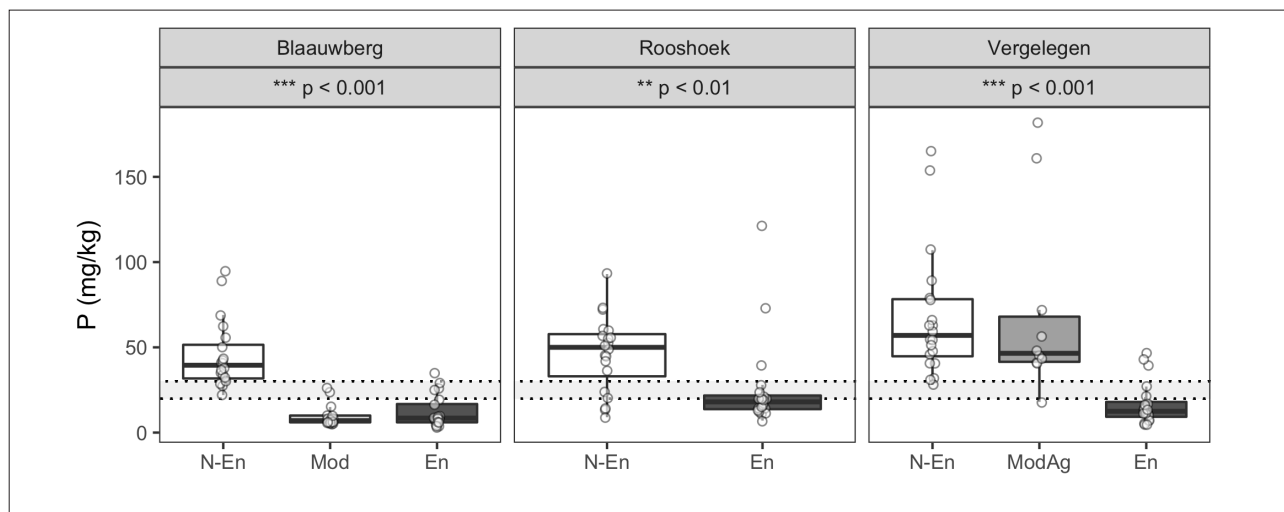 Blaauwberg Rooshoek Vergelegen
*** p < 0.001 ** p < 0.01 *** p < 0.001
P (mg/kg)
150
100
50
0
N-En Mod En N-En En N-En ModAg En